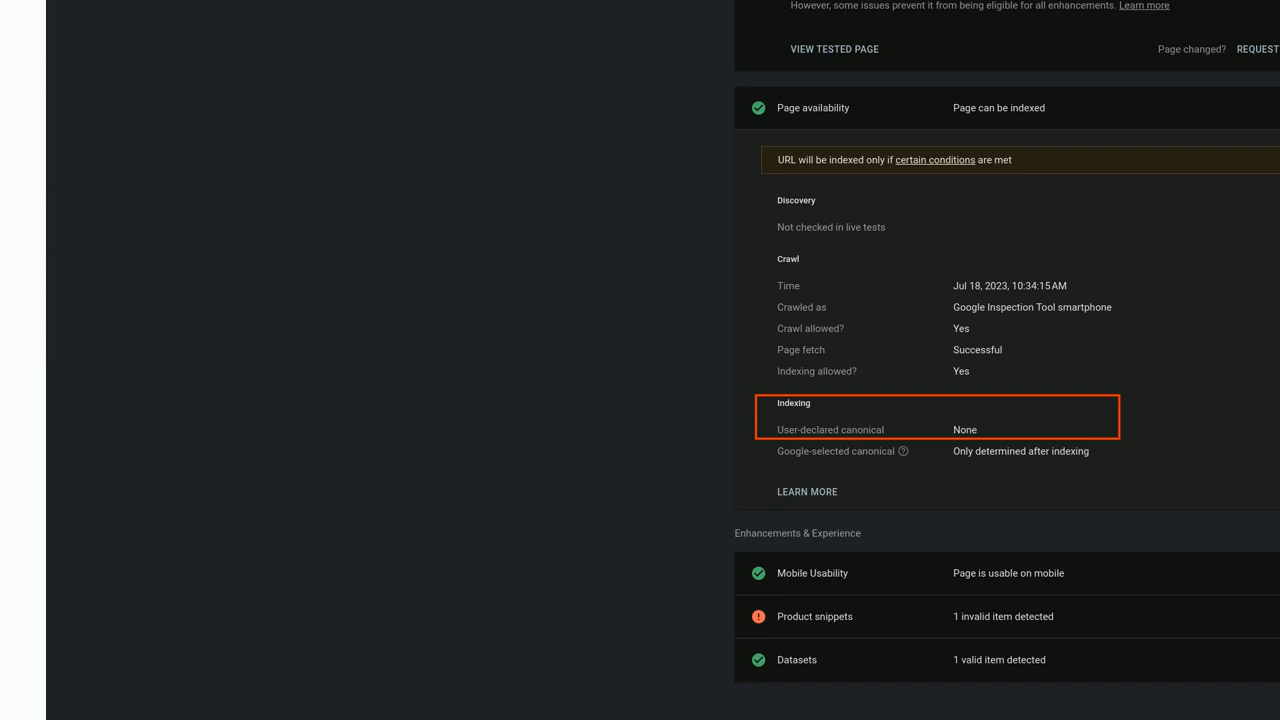 However, some issues prevent it from being eligible for all enhancements. Learn more
VIEW TESTED PAGE Page changed? REQUEST
Page availability Page can be indexed
URL will be indexed only if certain conditions are met
Discovery
Not checked in live tests
Crawl
Time Jul 18, 2023, 10:34:15 AM
Crawled as Google Inspection Tool smartphone
Crawl allowed? Yes
Page fetch Successful
Indexing allowed? Yes
Indexing
User-declared canonical None
Google-selected canonical Only determined after indexing
LEARN MORE
Enhancements & Experience
Mobile Usability Page is usable on mobile
Product snippets 1 invalid item detected
Datasets 1 valid item detected